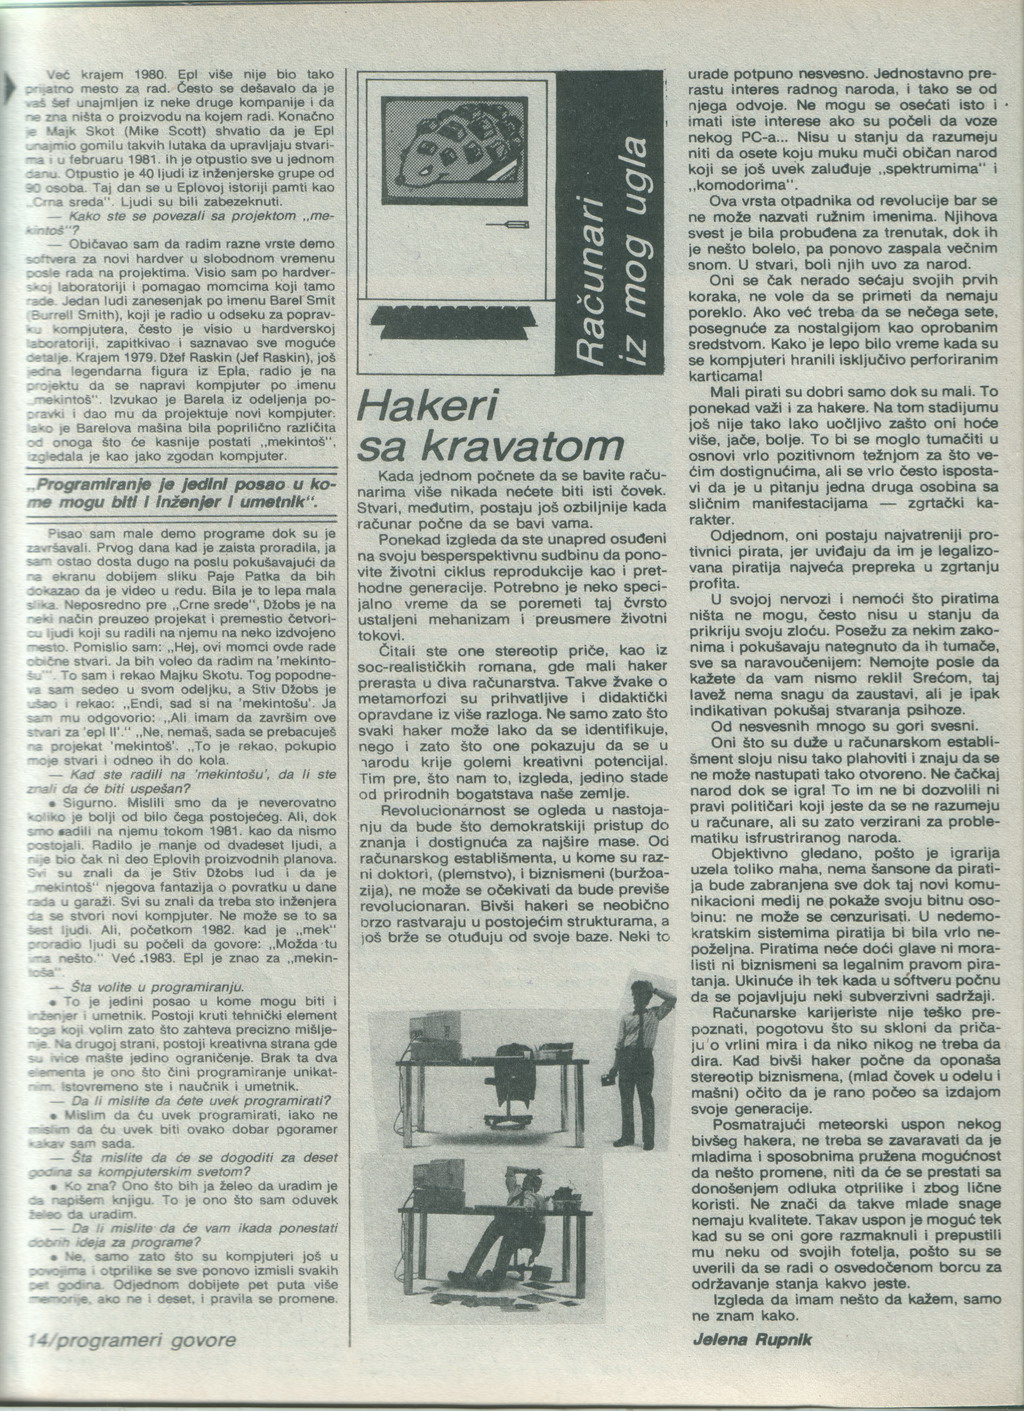 Već krajem 1980. Epl više nije bio tako
prijatno mesto za rad. Često se dešavalo da je
vaš šef unajmljen iz neke druge kompanije i da
ne zna ništa o proizvodu na kojem radi. Konačno
je Majk Skot (Mike Scott) shvatio da je Epl
unajmio gomilu takvih lutaka da upravljaju stvari-
ma i u februaru 1981. ih je otpustio sve u jednom
danu. Otpustio je 40 ljudi iz inženjerske grupe od
90 osoba. Taj dan se u Eplovoj istoriji pamti kao
„Crna sreda". Ljudi su bili zabezeknuti.
— Kako ste se povezali sa projektom „me-
kintoš"?
— Običavao sam da radim razne vrste demo
softvera za novi hardver u slobodnom vremenu
posle rada na projektima. Visio sam po hardver-
skoj laboratoriji i pomagao momcima koji tamo
rade. Jedan ludi zanesenjak po imenu Barel Smit
(Burrell Smith), koji je radio u odseku za poprav-
ku kompjutera, često je visio u hardverskoj
laboratoriji, zapitkivao i saznavao sve moguće
detalje. Krajem 1979. Džef Raskin (Jef Raskin), još
jedna legendarna figura iz Epla, radio je na
projektu da se napravi kompjuter po imenu
„mekintoš". Izvukao je Barela iz odeljenja po-
pravki i dao mu da projektuje novi kompjuter.
Iako je Barelova mašina bila poprilično različita
od onoga što će kasnije postati „mekintoš",
izgledala je kao jako zgodan kompjuter.
„Programiranje je jedini posao u ko-
me mogu biti i inženjer i umetnik".
Pisao sam male demo programe dok su je
završavali. Prvog dana kad je zaista proradila, ja
sam ostao dosta dugo na poslu pokušavajući da
na ekranu dobijem sliku Paje Patka da bih
dokazao da je video u redu. Bila je to lepa mala
slika. Neposredno pre „Crne srede", Džobs je na
neki način preuzeo projekat i premestio četvori-
cu ljudi koji su radili na njemu na neko izdvojeno
mesto. Pomislio sam: „Hej, ovi momci ovde rade
obične stvari. Ja bih voleo da radim na 'mekinto-
šu'". To sam i rekao Majku Skotu. Tog popodne-
va sam sedeo u svom odeljku, a Stiv Džobs je
ušao i rekao: „Endi, sad si na 'mekintošu'. Ja
sam mu odgovorio: „Ali imam da završim ove
stvari za 'epl II'." „Ne, nemaš, sada se prebacuješ
na projekat 'mekintoš'. „To je rekao, pokupio
moje stvari i odneo ih do kola.
— Kad ste radili na 'mekintošu', da li ste
znali da će biti uspešan?
• Sigurno. Mislili smo da je neverovatno
koliko je bolji od bilo čega postojećeg. Ali, dok
smo radili na njemu tokom 1981. kao da nismo
postojali. Radilo je manje od dvadeset ljudi, a
nije bio čak ni deo Eplovih proizvodnih planova.
Svi su znali da je Stiv Džobs lud i da je
„mekintoš" njegova fantazija o povratku u dane
rada u garaži. Svi su znali da treba sto inženjera
da se stvori novi kompjuter. Ne može se to sa
šest ljudi. Ali, početkom 1982. kad je „mek"
proradio ljudi su počeli da govore: „Možda tu
ima nešto." Već 1983. Epl je znao za „mekin-
toša".
— Šta volite u programiranju.
• To je jedini posao u kome mogu biti i
inženjer i umetnik. Postoji kruti tehnički element
toga koji volim zato što zahteva precizno mišlje-
nje. Na drugoj strani, postoji kreativna strana gde
su ivice mašte jedino ograničenje. Brak ta dva
elementa je ono što čini programiranje unikat-
nim. Istovremeno ste i naučnik i umetnik.
— Da li mislite da ćete uvek programirati?
• Mislim da ću uvek programirati, iako ne
mislim da ću uvek biti ovako dobar pgoramer
kakav sam sada.
— Šta mislite da će se dogoditi za deset
godina sa kompjuterskim svetom?
• Ko zna? Ono što bih ja želeo da uradim je
da napišem knjigu. To je ono što sam oduvek
želeo da uradim.
— Da li mislite da će vam ikada ponestati
dobrih ideja za programe?
• Ne, samo zato što su kompjuteri još u
povojima i otprilike se sve ponovo izmisli svakih
pet godina. Odjednom dobijete pet puta više
memorije, ako ne i deset, i pravila se promene.
14/programeri govore
Računari
iz mog ugla
Hakeri
sa kravatom
Kada jednom počnete da se bavite raču-
narima više nikada nećete biti isti čovek.
Stvari, međutim, postaju još ozbiljnije kada
računar počne da se bavi vama.
Ponekad izgleda da ste unapred osuđeni
na svoju besperspektivnu sudbinu da pono-
vite životni ciklus reprodukcije kao i pret-
hodne generacije. Potrebno je neko speci-
jalno vreme da se poremeti taj čvrsto
ustaljeni mehanizam i preusmere životni
tokovi.
Čitali ste one stereotip priče, kao iz
soc-realističkih romana, gde mali haker
prerasta u diva računarstva. Takve žvake o
metamorfozi su prihvatljive i didaktički
opravdane iz više razloga. Ne samo zato što
svaki haker može lako da se identifikuje,
nego i zato što one pokazuju da se u
narodu krije golemi kreativni potencijal.
Tim pre, što nam to, izgleda, jedino stade
od prirodnih bogatstava naše zemlje.
Revolucionarnost se ogleda u nastoja-
nju da bude što demokratskiji pristup do
znanja i dostignuća za najšire mase. Od
računarskog establišmenta, u kome su raz-
ni doktori, (plemstvo), i biznismeni (buržoa-
zija), ne može se očekivati da bude previše
revolucionaran. Bivši hakeri se neobično
brzo rastvaraju u postojećim strukturama, a
još brže se otuđuju od svoje baze. Neki to
urade potpuno nesvesno. Jednostavno pre-
rastu interes radnog naroda, i tako se od
njega odvoje. Ne mogu se osećati isto i
imati iste interese ako su počeli da voze
nekog PC-a... Nisu u stanju da razumeju
niti da osete koju muku muči običan narod
koji se još uvek zaluđuje „spektrumima" i
„komodorima".
Ova vrsta otpadnika od revolucije bar se
ne može nazvati ružnim imenima. Njihova
svest je bila probuđena za trenutak, dok ih
je nešto bolelo, pa ponovo zaspala večnim
snom. U stvari, boli njih uvo za narod.
Oni se čak nerado sećaju svojih prvih
koraka, ne vole da se primeti da nemaju
poreklo. Ako već treba da se nečega sete,
posegnuće za nostalgijom kao oprobanim
sredstvom. Kako je lepo bilo vreme kada su
se kompjuteri hranili isključivo perforiranim
karticama!
Mali pirati su dobri samo dok su mali. To
ponekad važi i za hakere. Na tom stadijumu
još nije tako lako uočljivo zašto oni hoće
više, jače, bolje. To bi se moglo tumačiti u
osnovi vrlo pozitivnom težnjom za što ve-
ćim dostignućima, ali se vrlo često isposta-
vi da je u pitanju jedna druga osobina sa
sličnim manifestacijama — zgrtački ka-
rakter.
Odjednom, oni postaju najvatreniji pro-
tivnici pirata, jer uviđaju da im je legalizo-
vana piratija najveća prepreka u zgrtanju
profita.
U svojoj nervozi i nemoći što piratima
ništa ne mogu, često nisu u stanju da
prikriju svoju zloću. Posežu za nekim zako-
nima i pokušavaju nategnuto da ih tumače,
sve sa naravoučenijem: Nemojte posle da
kažete da vam nismo rekli! Srećom, taj
lavež nema snagu da zaustavi, ali je ipak
indikativan pokušaj stvaranja psihoze.
Od nesvesnih mnogo su gori svesni.
Oni što su duže u računarskom establi-
šment sloju nisu tako plahoviti i znaju da se
ne može nastupati tako otvoreno. Ne čačkaj
narod dok se igra! To im ne bi dozvolili ni
pravi političari koji jeste da se ne razumeju
u računare, ali su zato verzirani za proble-
matiku isfrustriranog naroda.
Objektivno gledano, pošto je igrarija
uzela toliko maha, nema šansone da pirati-
ja bude zabranjena sve dok taj novi komu-
nikacioni medij ne pokaže svoju bitnu oso-
binu: ne može se cenzurisati. U nedemo-
kratskim sistemima piratija bi bila vrlo ne-
poželjna. Piratima neće doći glave ni mora-
listi ni biznismeni sa legalnim pravom pira-
tanja. Ukinuće ih tek kada u softveru počnu
da se pojavljuju neki subverzivni sadržaji.
Računarske karijeriste nije teško pre-
poznati, pogotovu što su skloni da priča-
ju o vrlini mira i da niko nikog ne treba da
dira. Kad bivši haker počne da oponaša
stereotip biznismena, (mlad čovek u odelu i
mašni) očito da je rano počeo sa izdajom
svoje generacije.
Posmatrajući meteorski uspon nekog
bivšeg hakera, ne treba se zavaravati da je
mladima i sposobnima pružena mogućnost
da nešto promene, niti da će se prestati sa
donošenjem odluka otprilike i zbog lične
koristi. Ne znači da takve mlade snage
nemaju kvalitete. Takav uspon je moguć tek
kad su se oni gore razmaknuli i prepustili
mu neku od svojih fotelja, pošto su se
uverili da se radi o osvedočenom borcu za
održavanje stanja kakvo jeste.
Izgleda da imam nešto da kažem, samo
ne znam kako.
Jelena Rupnik